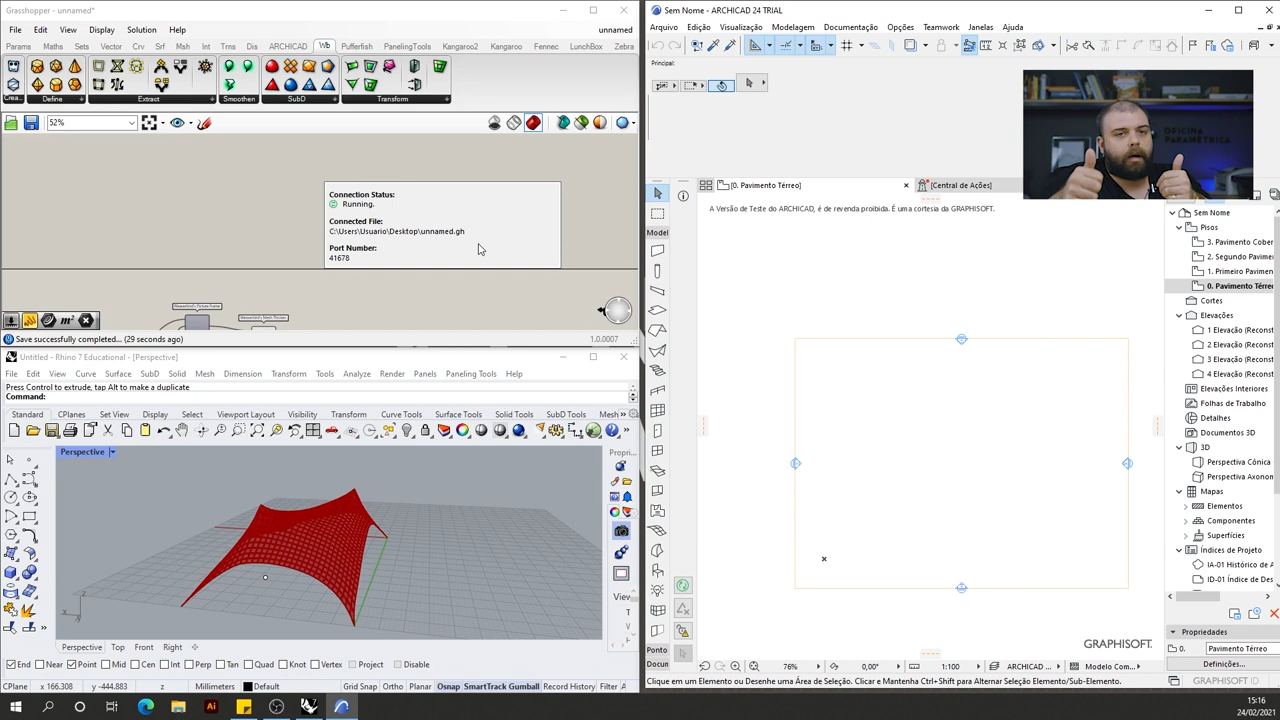 Grasshopper - unnamed*
File Edit View Display Solution Help
unnamed
Params Maths Sets Vector Crv Srf Msh Int Trns Dis ARCHICAD Wb Pufferfish PanelingTools Kangaroo2 Kangaroo Fennec LunchBox Zebra
Crea... Define Extract Smoothen SubD Transform
52%
Connection Status:
Running.
Connected File:
C:\Users\Usuario\Desktop\unnamed.gh
Port Number:
41678
m²
Save successfully completed... (29 seconds ago)
1.0.0007
Untitled - Rhino 7 Educational - [Perspective]
File Edit View Curve Surface SubD Solid Mesh Dimension Transform Tools Analyze Render Panels Paneling Tools Help
Press Control to extrude, tap Alt to make a duplicate
Command:
Standard CPlanes Set View Display Select Viewport Layout Visibility Transform Curve Tools Surface Tools Solid Tools SubD Tools Mesh
Perspective
Propri...
View...
T...
z
x
Perspective Top Front Right
End Near Point Mid Cen Int Perp Tan Quad Knot Vertex Project Disable
CPlane x 166.308 y -444.883 z Millimeters Default Grid Snap Ortho Planar Osnap SmartTrack Gumball Record History Filter
Sem Nome - ARCHICAD 24 TRIAL
Arquivo Edição Visualização Modelagem Documentação Opções Teamwork Janelas Ajuda
Principal:
OFICINA
PARAMÉTRICA
[0. Pavimento Térreo]
[Central de Ações]
A Versão de Teste do ARCHICAD, é de revenda proibida. É uma cortesia da GRAPHISOFT.
Model
Ponto
Docun
GRAPHISOFT.
Sem Nome
Pisos
3. Pavimento Cober
2. Segundo Pavime
1. Primeiro Pavimen
0. Pavimento Térreo
Cortes
Elevações
1 Elevação (Reconst
2 Elevação (Reconst
3 Elevação (Reconst
4 Elevação (Reconst
Elevações Interiores
Folhas de Trabalho
Detalhes
Documentos 3D
3D
Perspectiva Cônica
Perspectiva Axonom
Mapas
Elementos
Componentes
Superfícies
Índices de Projeto
IA-01 Histórico de A
ID-01 Índice de Des
Propriedades
0. Pavimento Térreo
Definições...
76% 0,00° 1:100 ARCHICAD ... Modelo Com...
Clique em um Elemento ou Desenhe uma Área de Seleção. Clicar e Mantenha Ctrl+Shift para Alternar Seleção Elemento/Sub-Elemento.
GRAPHISOFT ID
Ai
15:16
24/02/2021